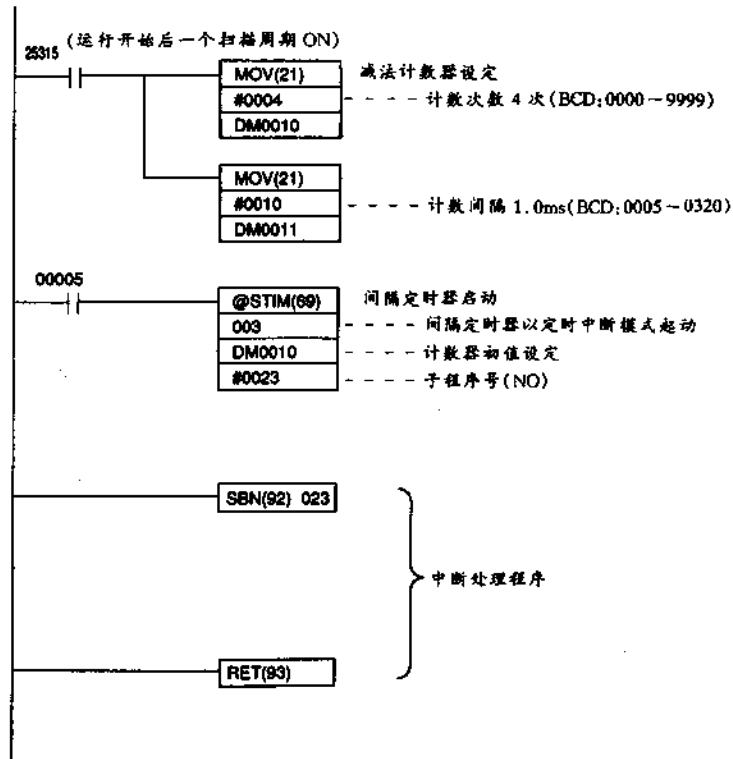 (运行开始后一个扫描周期 ON)
25315
MOV(21) 减法计数器设定
#0004 - - - - 计数次数 4 次(BCD:0000～9999)
DM0010
MOV(21)
#0010 - - - - 计数间隔 1.0ms(BCD:0005～0320)
DM0011
00005
@STIM(69) 间隔定时器启动
003 - - - - 间隔定时器以定时中断模式起动
DM0010 - - - - 计数器初值设定
#0023 - - - - 子程序号(NO)
SBN(92) 023
中断处理程序
RET(93)